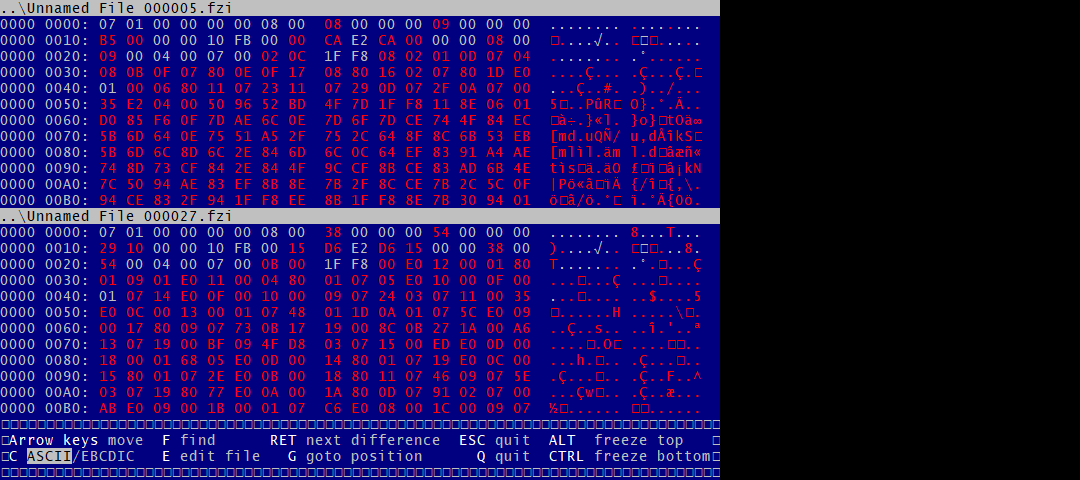 ..\Unnamed File 000005.fzi
0000 0000: 07 01 00 00 00 00 08 00 08 00 00 00 09 00 00 00 ........ ........
0000 0010: B5 00 00 00 10 FB 00 00 CA E2 CA 00 00 00 08 00 □....√.. □□□.....
0000 0020: 09 00 04 00 07 00 02 0C 1F F8 08 02 01 0D 07 04 ........ .°......
0000 0030: 08 0B 0F 07 80 0E 0F 17 08 80 16 02 07 80 1D E0 ....Ç... .Ç...Ç.□
0000 0040: 01 00 06 80 11 07 23 11 07 29 0D 07 2F 0A 07 00 ...Ç..#. .)../...
0000 0050: 35 E2 04 00 50 96 52 BD 4F 7D 1F F8 11 8E 06 01 5□..PûR□ O}.°.Ä..
0000 0060: D0 85 F6 0F 7D AE 6C 0E 7D 6F 7D CE 74 4F 84 EC □à÷.}«l. }o}□tOä∞
0000 0070: 5B 6D 64 0E 75 51 A5 2F 75 2C 64 8F 8C 6B 53 EB [md.uQÑ/ u,dÅîkS□
0000 0080: 5B 6D 6C 8D 6C 2E 84 6D 6C 0C 64 EF 83 91 A4 AE [mlìl.äm l.d□âæñ«
0000 0090: 74 8D 73 CF 84 2E 84 4F 9C CF 8B CE 83 AD 6B 4E tìs□ä.äO £□ï□â¡kN
0000 00A0: 7C 50 94 AE 83 EF 8B 8E 7B 2F 8C CE 7B 2C 5C 0F |Pö«â□ïÄ {/î□{,\.
0000 00B0: 94 CE 83 2F 94 1F F8 EE 8B 1F F8 8E 7B 30 94 01 ö□â/ö.°□ ï.°Ä{0ö.
..\Unnamed File 000027.fzi
0000 0000: 07 01 00 00 00 00 08 00 38 00 00 00 54 00 00 00 ........ 8...T...
0000 0010: 29 10 00 00 10 FB 00 15 D6 E2 D6 15 00 00 38 00 )....√.. □□□...8.
0000 0020: 54 00 04 00 07 00 0B 00 1F F8 00 E0 12 00 01 80 T....... .°.□...Ç
0000 0030: 01 09 01 E0 11 00 04 80 01 07 05 E0 10 00 0F 00 ...□...Ç ...□....
0000 0040: 01 07 14 E0 0F 00 10 00 09 07 24 03 07 11 00 35 ...□.... ..$....5
0000 0050: E0 0C 00 13 00 01 07 48 01 1D 0A 01 07 5C E0 09 □......H .....\□.
0000 0060: 00 17 80 09 07 73 0B 17 19 00 8C 0B 27 1A 00 A6 ..Ç..s.. ..î.'..ª
0000 0070: 13 07 19 00 BF 09 4F D8 03 07 15 00 ED E0 0D 00 ....□.O□ ....□□..
0000 0080: 18 00 01 68 05 E0 0D 00 14 80 01 07 19 E0 0C 00 ...h.□.. .Ç...□..
0000 0090: 15 80 01 07 2E E0 0B 00 18 80 11 07 46 09 07 5E .Ç...□.. .Ç..F..^
0000 00A0: 03 07 19 80 77 E0 0A 00 1A 80 0D 07 91 02 07 00 ...Çw□.. .Ç..æ...
0000 00B0: AB E0 09 00 1B 00 01 07 C6 E0 08 00 1C 00 09 07 ½□...... □□......
Arrow keys move F find RET next difference ESC quit ALT freeze top
C ASCII/EBCDIC E edit file G goto position Q quit CTRL freeze bottom